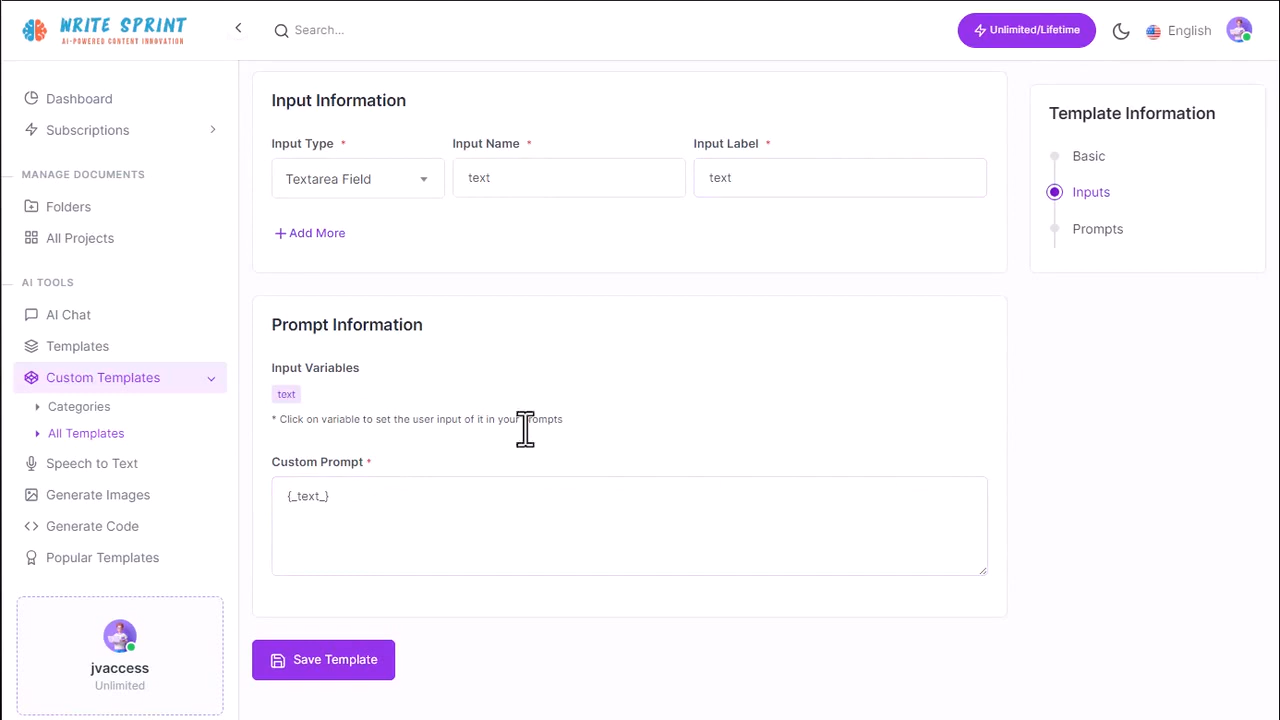 WRITE SPRINT
AI-POWERED CONTENT INNOVATION
Search...
Unlimited/Lifetime
English
Dashboard
Subscriptions
MANAGE DOCUMENTS
Folders
All Projects
AI TOOLS
AI Chat
Templates
Custom Templates
Categories
All Templates
Speech to Text
Generate Images
Generate Code
Popular Templates
jvaccess
Unlimited
Input Information
Input Type *
Input Name *
Input Label *
Textarea Field
text
text
Add More
Prompt Information
Input Variables
text
* Click on variable to set the user input of it in your prompts
Custom Prompt *
{_text_}
Save Template
Template Information
Basic
Inputs
Prompts